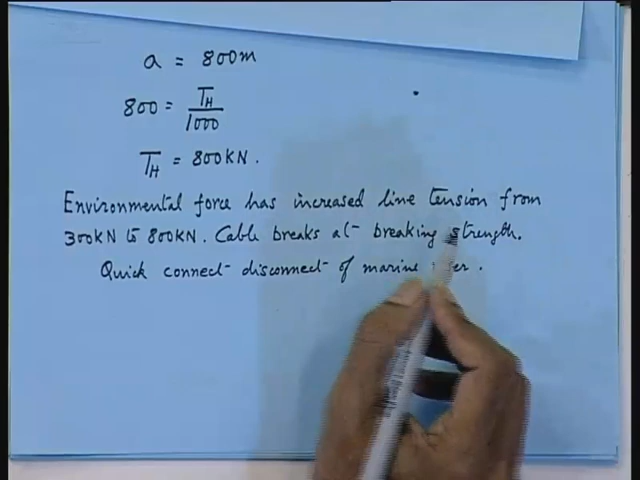 a = 800m
800 = T_H / 1000
T_H = 800KN.
Environmental force has increased line tension from
300KN to 800KN. Cable breaks at breaking strength.
Quick connect disconnect of marine